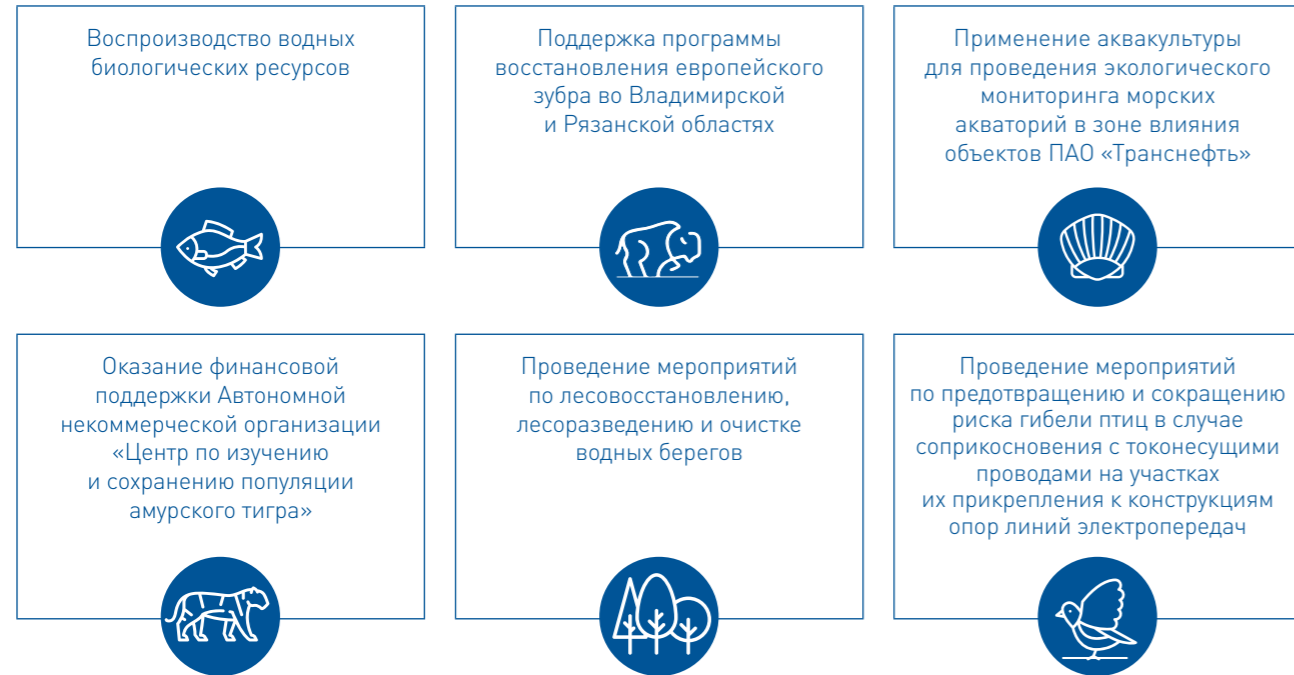 Воспроизводство водных
биологических ресурсов
Поддержка программы
восстановления европейского
зубра во Владимирской
и Рязанской областях
Применение аквакультуры
для проведения экологического
мониторинга морских
акваторий в зоне влияния
объектов ПАО «Транснефть»
Оказание финансовой
поддержки Автономной
некоммерческой организации
«Центр по изучению
и сохранению популяции
амурского тигра»
Проведение мероприятий
по лесовосстановлению,
лесоразведению и очистке
водных берегов
Проведение мероприятий
по предотвращению и сокращению
риска гибели птиц в случае
соприкосновения с токонесущими
проводами на участках
их прикрепления к конструкциям
опор линий электропередач